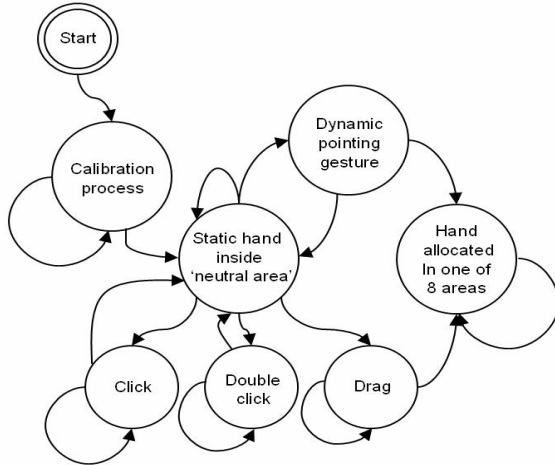 Start
Calibration
process
Dynamic
pointing
gesture
Static hand
inside
‘neutral area’
Hand
allocated
In one of
8 areas
Click
Double
click
Drag